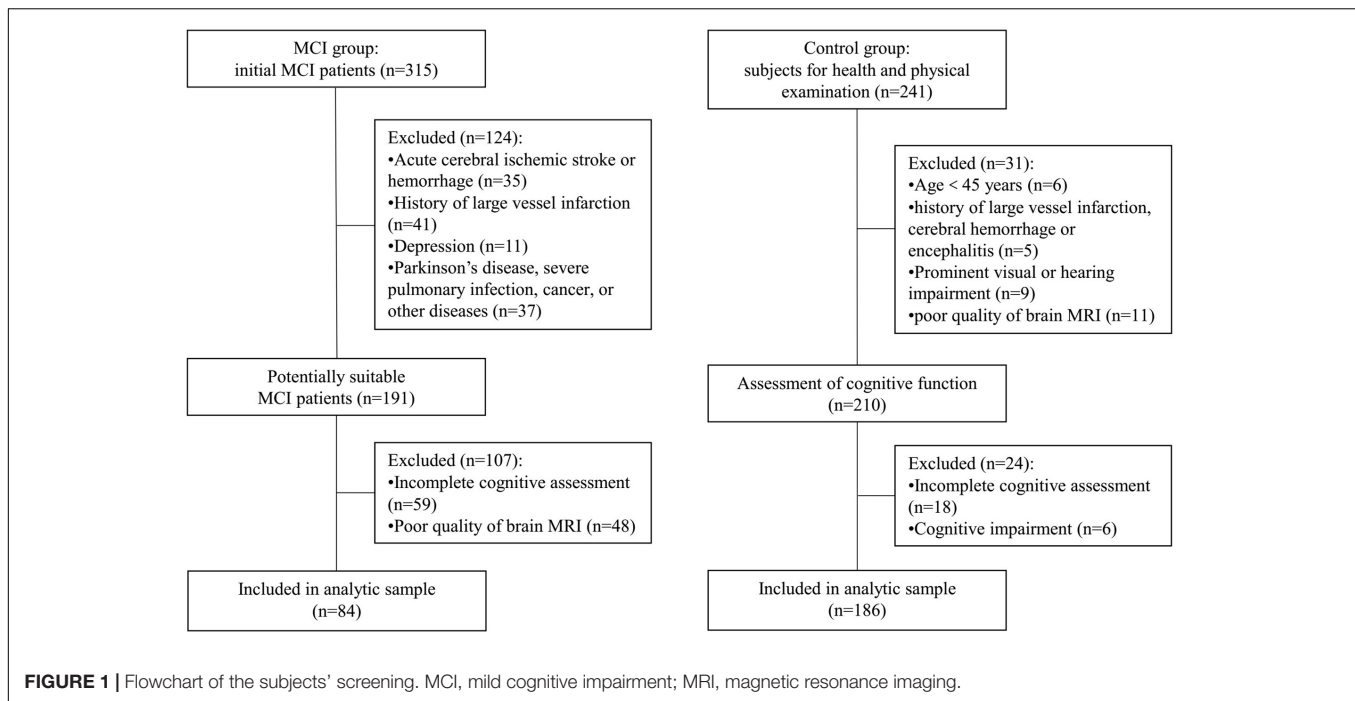 MCI group:
initial MCI patients (n=315)
Excluded (n=124):
•Acute cerebral ischemic stroke or
hemorrhage (n=35)
•History of large vessel infarction
(n=41)
•Depression (n=11)
•Parkinson's disease, severe
pulmonary infection, cancer, or
other diseases (n=37)
Potentially suitable
MCI patients (n=191)
Excluded (n=107):
•Incomplete cognitive assessment
(n=59)
•Poor quality of brain MRI (n=48)
Included in analytic sample
(n=84)
Control group:
subjects for health and physical
examination (n=241)
Excluded (n=31):
•Age < 45 years (n=6)
•history of large vessel infarction,
cerebral hemorrhage or
encephalitis (n=5)
•Prominent visual or hearing
impairment (n=9)
•poor quality of brain MRI (n=11)
Assessment of cognitive function
(n=210)
Excluded (n=24):
•Incomplete cognitive assessment
(n=18)
•Cognitive impairment (n=6)
Included in analytic sample
(n=186)
FIGURE 1 | Flowchart of the subjects' screening. MCI, mild cognitive impairment; MRI, magnetic resonance imaging.